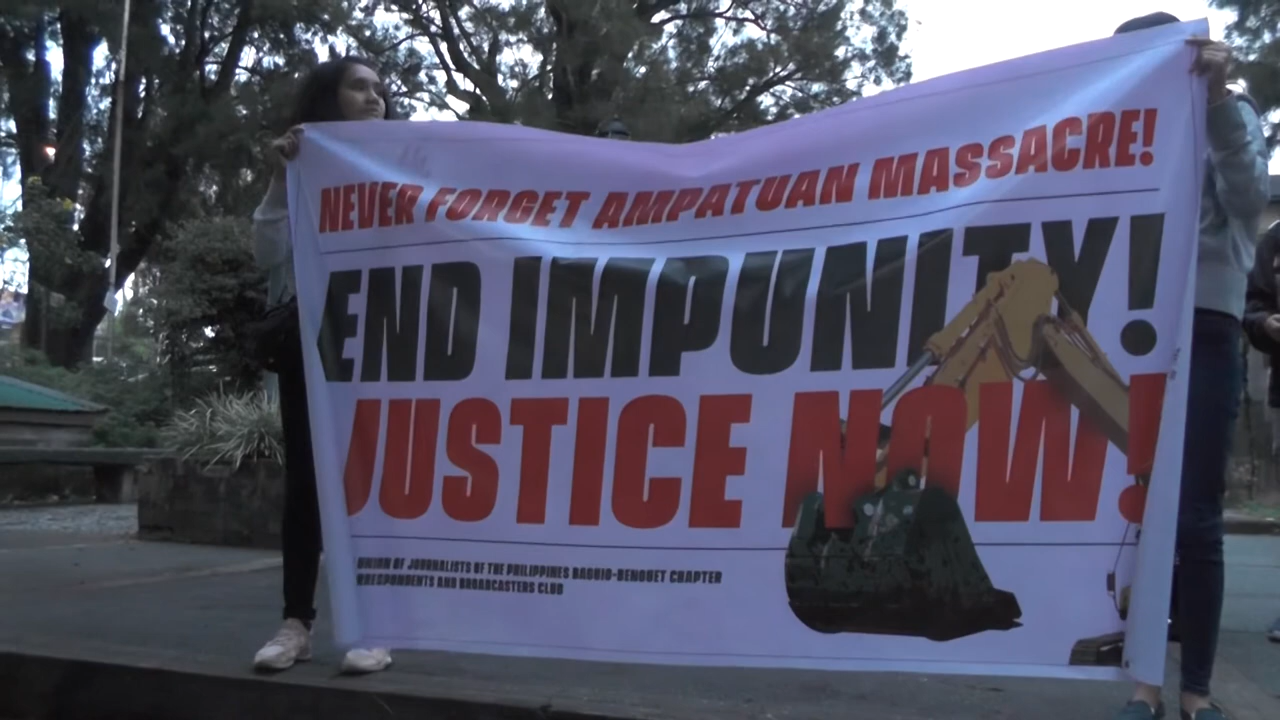 NEVER FORGET AMPATUAN MASSACRE!
END IMPUNITY!
JUSTICE NOW!
UNION OF JOURNALISTS OF THE PHILIPPINES BAGUIO-BENGUET CHAPTER
RESPONDENTS AND BROADCASTERS CLUB